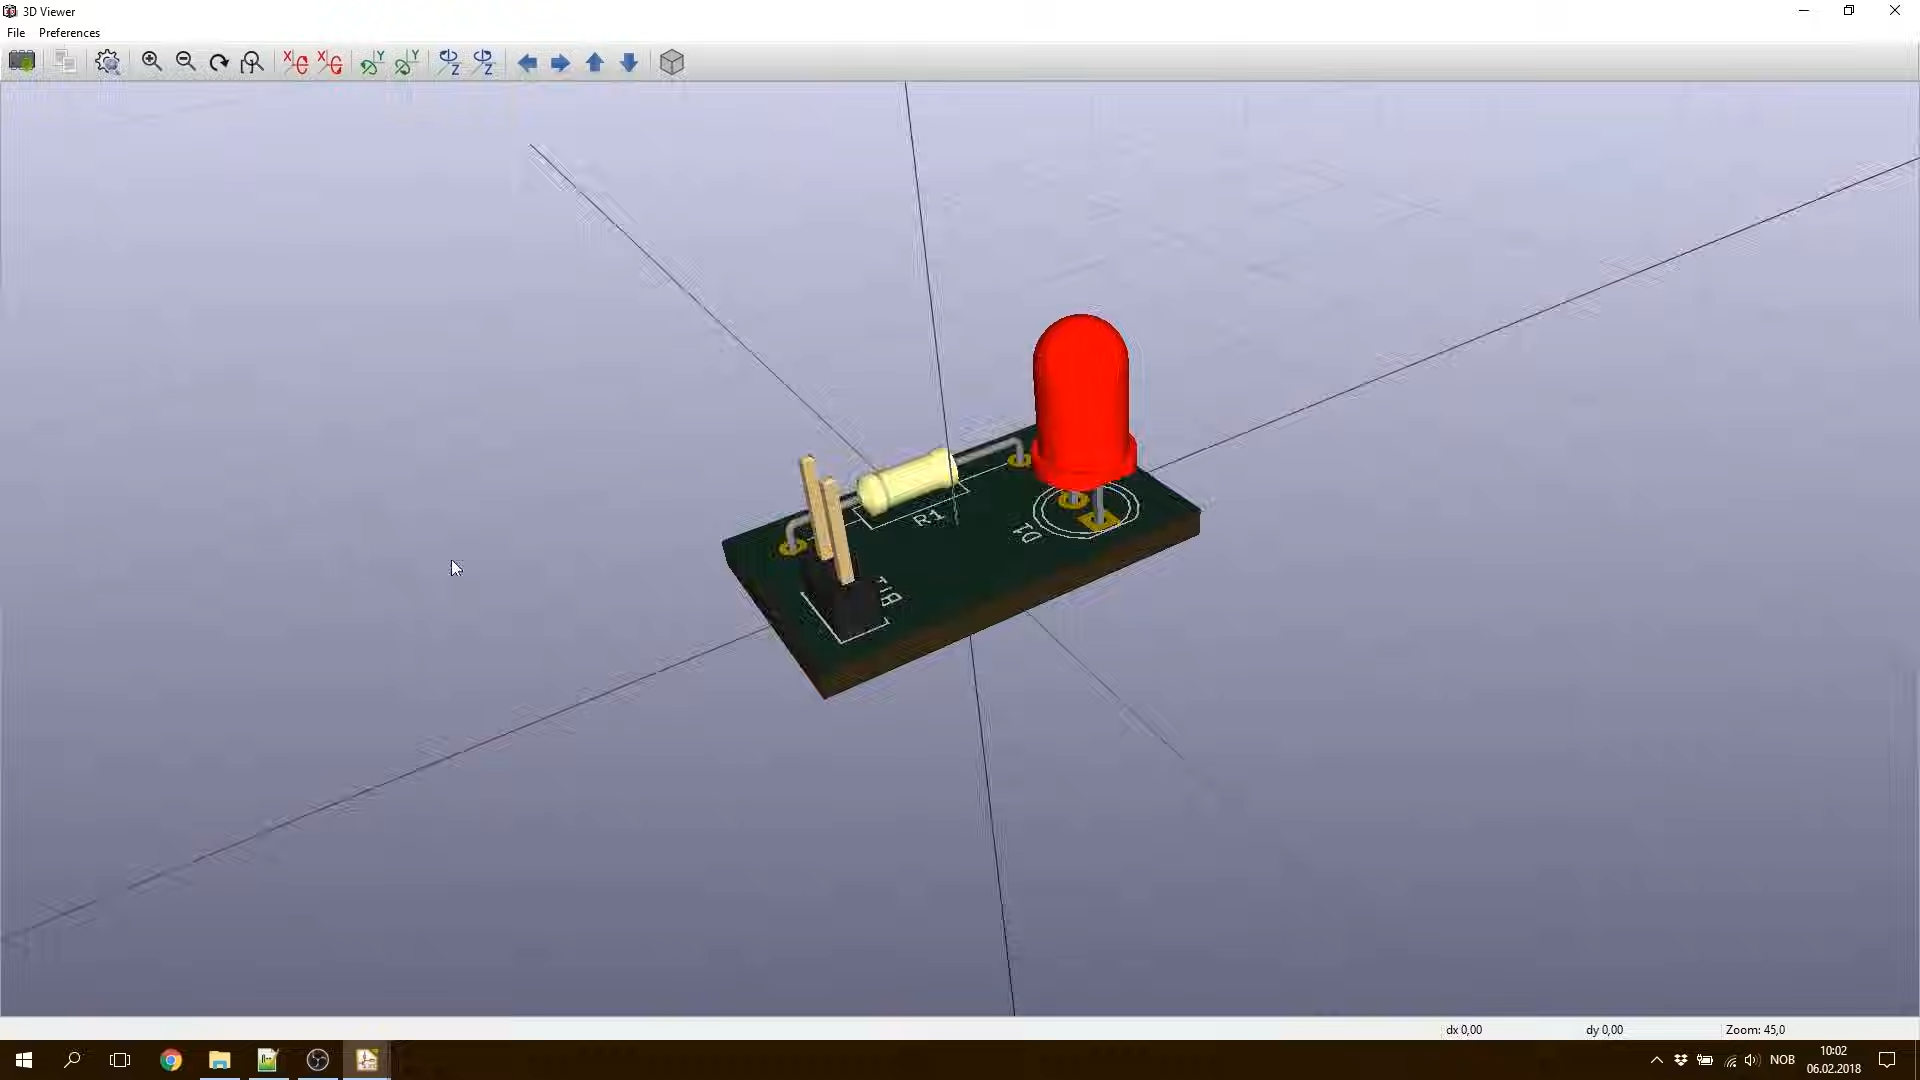 3D Viewer
File Preferences
R1
D1
dx 0,00 dy 0,00 Zoom: 45,0
NOB
10:02
06.02.2018